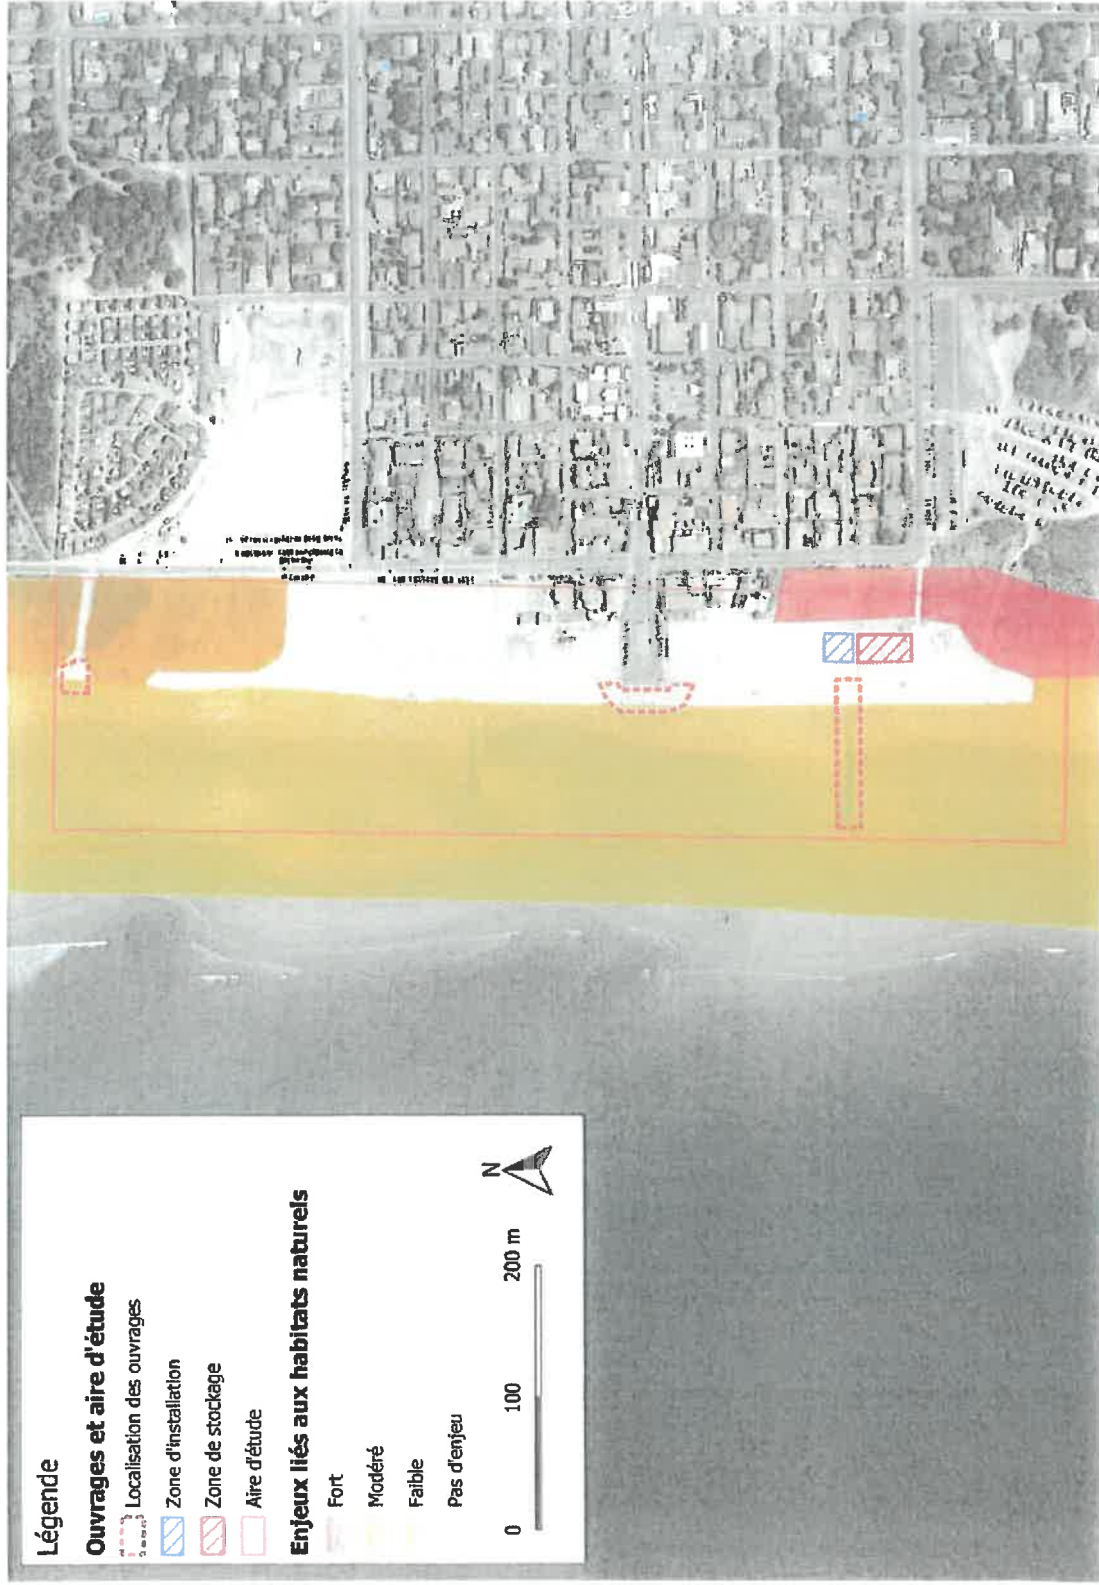 Légende
Ouvrages et aire d'étude
Localisation des ouvrages
Zone d'installation
Zone de stockage
Aire d'étude
Enjeux liés aux habitats naturels
Fort
Modéré
Faible
Pas d'enjeu
0 100 200 m
N